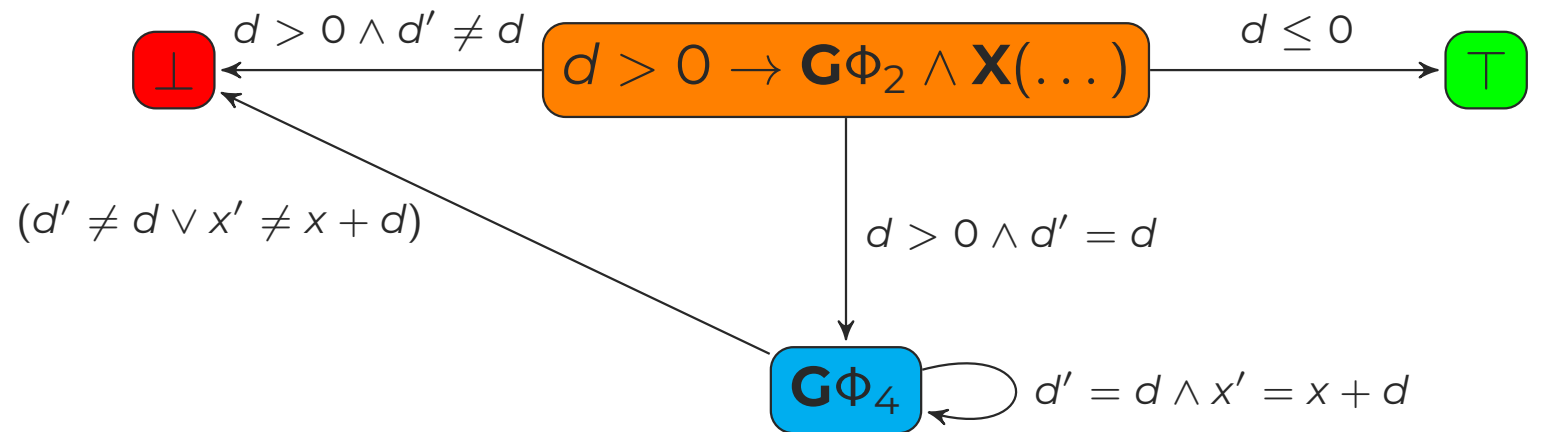 d > 0 ∧ d′ ≠ d
d ≤ 0
⊥
d > 0 → GΦ₂ ∧ X(...)
⊤
(d′ ≠ d ∨ x′ ≠ x + d)
d > 0 ∧ d′ = d
GΦ₄
d′ = d ∧ x′ = x + d